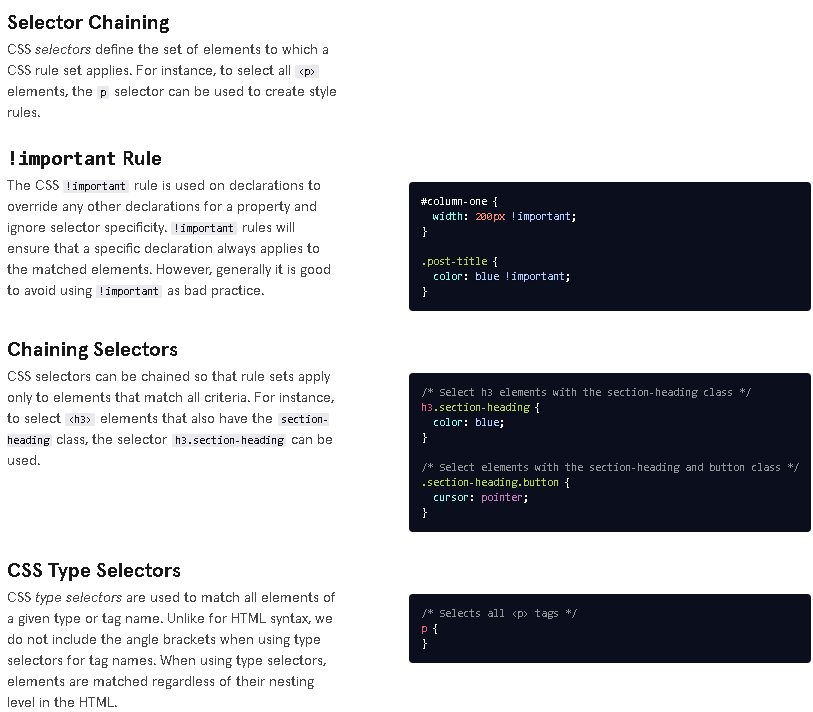 Selector Chaining
CSS selectors define the set of elements to which a
CSS rule set applies. For instance, to select all <p>
elements, the p selector can be used to create style
rules.
!important Rule
The CSS !important rule is used on declarations to
override any other declarations for a property and
ignore selector specificity. !important rules will
ensure that a specific declaration always applies to
the matched elements. However, generally it is good
to avoid using !important as bad practice.
#column-one {
  width: 200px !important;
}
.post-title {
  color: blue !important;
}
Chaining Selectors
CSS selectors can be chained so that rule sets apply
only to elements that match all criteria. For instance,
to select <h3> elements that also have the section-
heading class, the selector h3.section-heading can be
used.
/* Select h3 elements with the section-heading class */
h3.section-heading {
  color: blue;
}
/* Select elements with the section-heading and button class */
.section-heading.button {
  cursor: pointer;
}
CSS Type Selectors
CSS type selectors are used to match all elements of
a given type or tag name. Unlike for HTML syntax, we
do not include the angle brackets when using type
selectors for tag names. When using type selectors,
elements are matched regardless of their nesting
level in the HTML.
/* Selects all <p> tags */
p {
}